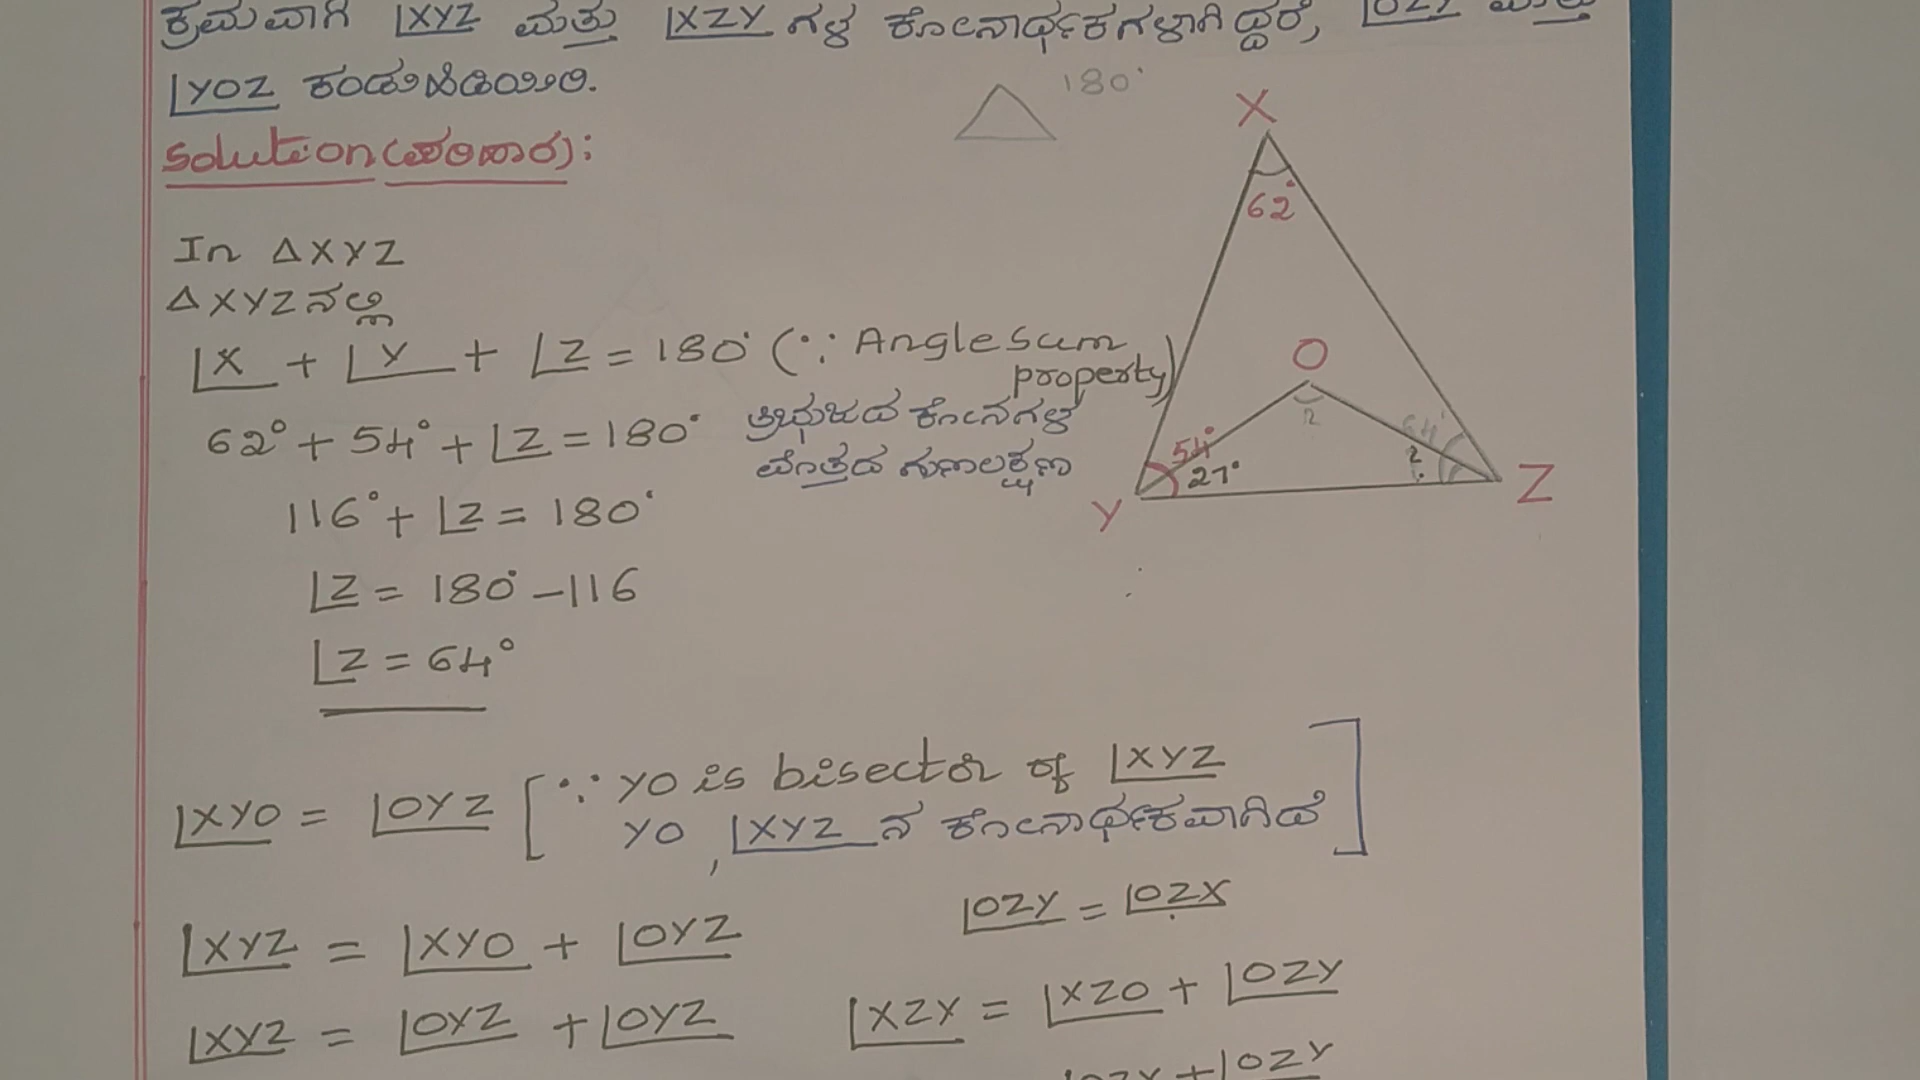 ಕ್ರಮವಾಗಿ ∠XYZ ಮತ್ತು ∠XZY ಗಳ ಕೋನಾರ್ಧಕಗಳಾಗಿದ್ದರೆ, ∠OZY ಮತ್ತು
∠YOZ ಕಂಡುಹಿಡಿಯಿರಿ.
180°
Solution (ಪರಿಹಾರ):
In ΔXYZ
ΔXYZ ನಲ್ಲಿ
∠X + ∠Y + ∠Z = 180° (∵ Angle Sum
property)
62° + 54° + ∠Z = 180°
ತ್ರಿಭುಜದ ಕೋನಗಳ
ಮೊತ್ತದ ಗುಣಲಕ್ಷಣ
116° + ∠Z = 180°
∠Z = 180° - 116
∠Z = 64°
X
62°
O
54°
27°
64°
?
Y
Z
∠XYO = ∠OYZ [∵ YO is bisector of ∠XYZ
YO, ∠XYZ ನ ಕೋನಾರ್ಧಕವಾಗಿದೆ]
∠OZY = ∠OZX
∠XYZ = ∠XYO + ∠OYZ
∠XZY = ∠XZO + ∠OZY
∠XYZ = ∠OYZ + ∠OYZ
∠OZY + ∠OZY